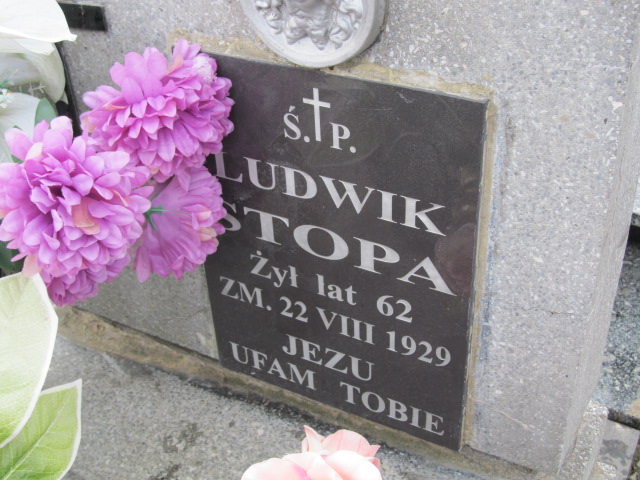 Ś.†P.
LUDWIK
STOPA
Żył lat 62
ZM. 22 VIII 1929
JEZU
UFAM TOBIE